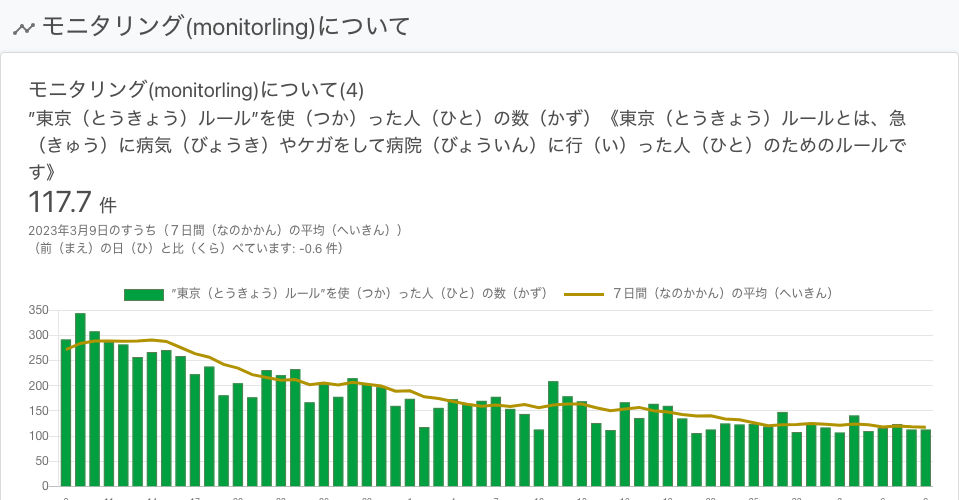 モニタリング(monitorling)について
モニタリング(monitorling)について(4)
”東京（とうきょう）ルール”を使（つか）った人（ひと）の数（かず）《東京（とうきょう）ルールとは、急
（きゅう）に病気（びょうき）やケガをして病院（びょういん）に行（い）った人（ひと）のためのルールで
す》
117.7 件
2023年3月9日のすうち（７日間（なのかかん）の平均（へいきん））
（前（まえ）の日（ひ）と比（くら）べています: -0.6 件）
”東京（とうきょう）ルール”を使（つか）った人（ひと）の数（かず） ７日間（なのかかん）の平均（へいきん）
350
300
250
200
150
100
50
0